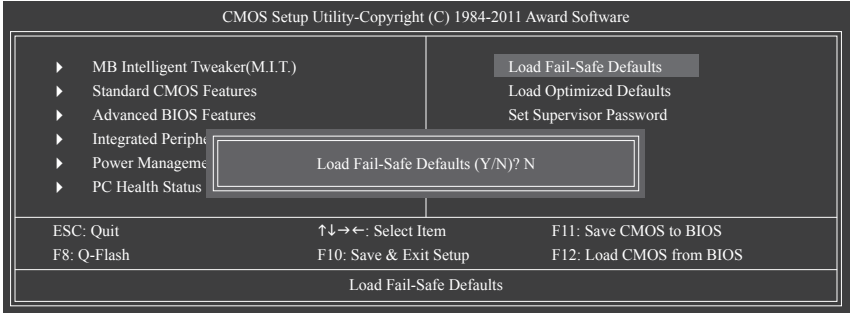 CMOS Setup Utility-Copyright (C) 1984-2011 Award Software
MB Intelligent Tweaker(M.I.T.)
Standard CMOS Features
Advanced BIOS Features
Integrated Periphe
Power Manageme
PC Health Status
Load Fail-Safe Defaults
Load Optimized Defaults
Set Supervisor Password
Load Fail-Safe Defaults (Y/N)? N
ESC: Quit ↑↓→←: Select Item F11: Save CMOS to BIOS
F8: Q-Flash F10: Save & Exit Setup F12: Load CMOS from BIOS
Load Fail-Safe Defaults